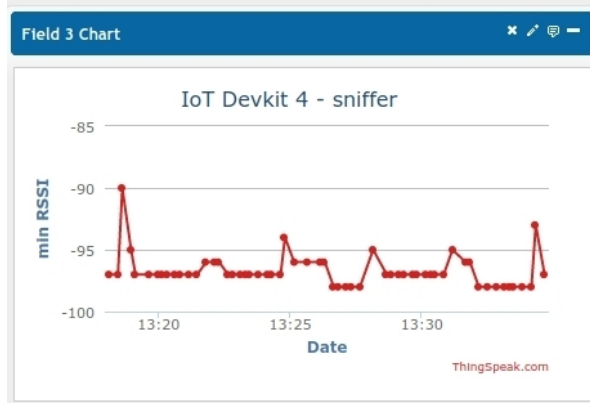 Field 3 Chart
IoT Devkit 4 - sniffer
min RSSI
-85
-90
-95
-100
13:20
13:25
13:30
Date
ThingSpeak.com